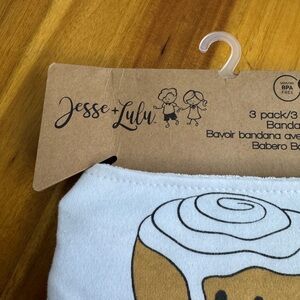 Jesse + Lulu
BPA
FREE
3 pack/3
Banda
Bavoir bandana ave
Babero Ba